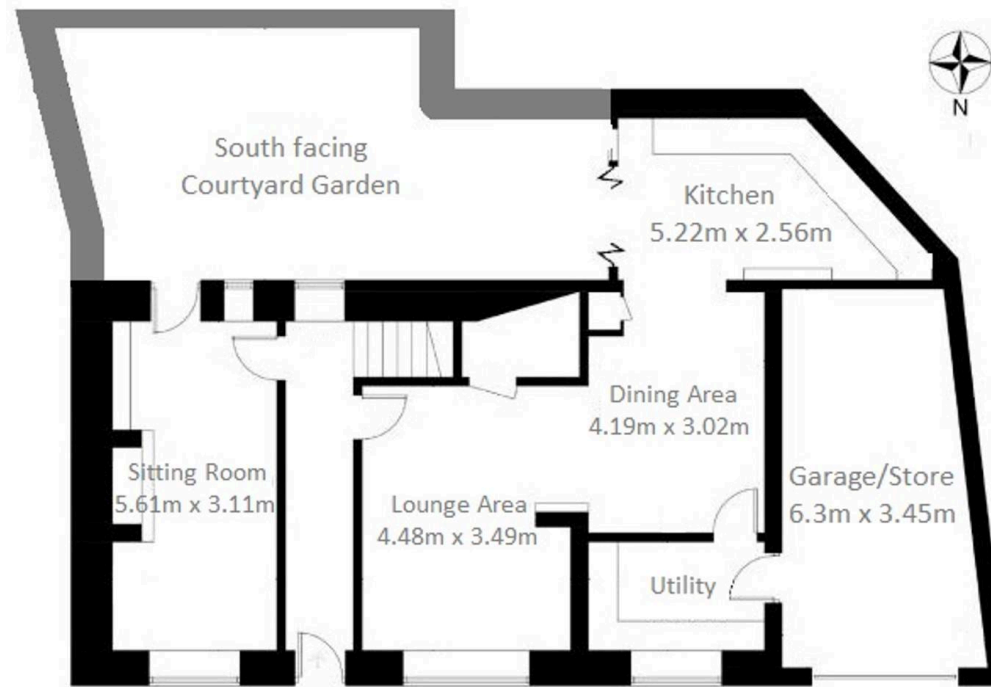 South facing
Courtyard Garden
N
Kitchen
5.22m x 2.56m
Dining Area
4.19m x 3.02m
Sitting Room
5.61m x 3.11m
Lounge Area
4.48m x 3.49m
Garage/Store
6.3m x 3.45m
Utility